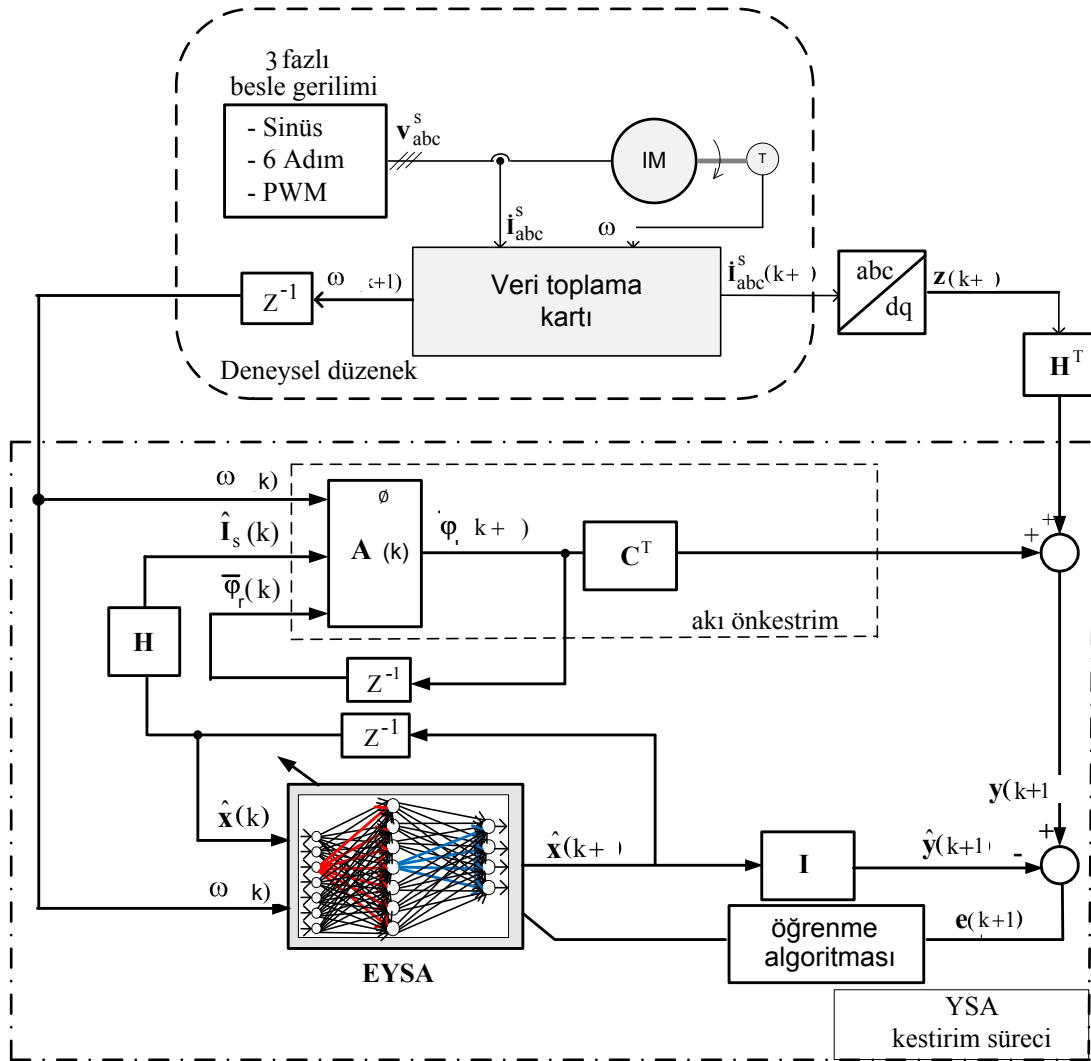 3 fazlı
besle gerilimi
- Sinüs
- 6 Adım
- PWM
v^s_abc
IM
T
i^s_abc
ω
Veri toplama
kartı
ω (k+1)
Z^-1
i^s_abc(k+ )
abc
dq
z(k+ )
H^T
Deneysel düzenek
ω (k)
Î_s(k)
φ̅_r(k)
ø
A (k)
φ (k+ )
C^T
+
+
akı önkestrim
H
Z^-1
Z^-1
x̂(k)
ω (k)
EYSA
x̂(k+ )
I
ŷ(k+1)
y(k+1
+
-
e(k+1)
öğrenme
algoritması
YSA
kestirim süreci